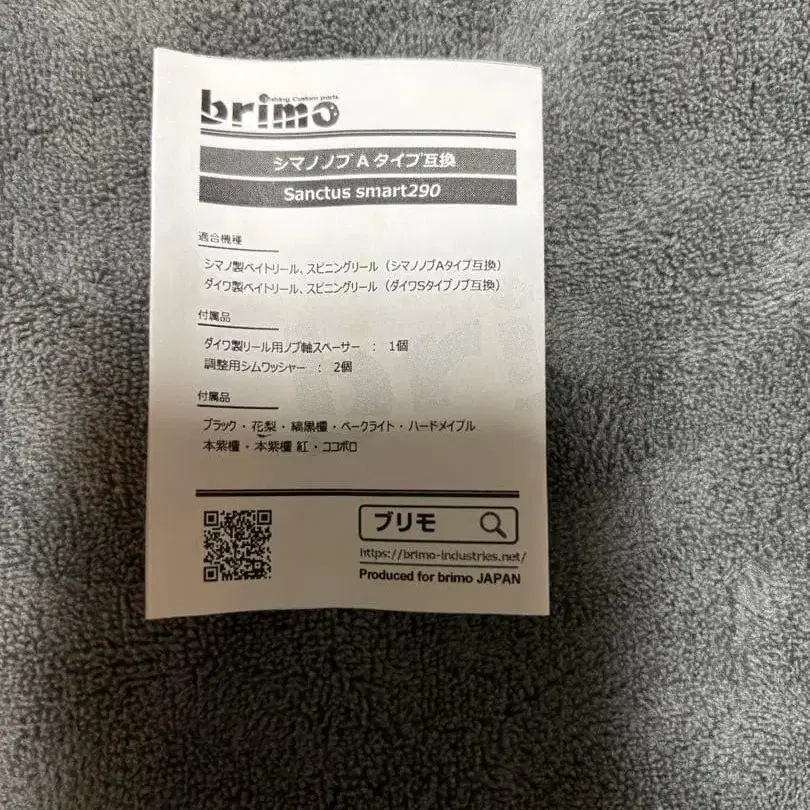 brimo
Fishing Custom parts
シマノノブ A タイプ互換
Sanctus smart290
適合機種
シマノ製ベイトリール、スピニングリール（シマノノブAタイプ互換）
ダイワ製ベイトリール、スピニングリール（ダイワSタイプノブ互換）
付属品
ダイワ製リール用ノブ軸スペーサー ： 1個
調整用シムワッシャー ： 2個
付属品
ブラック・花梨・縞黒檀・ベークライト・ハードメイプル
本紫檀・本紫檀 紅・ココボロ
ブリモ
https://brimo-industries.net/
Produced for brimo JAPAN